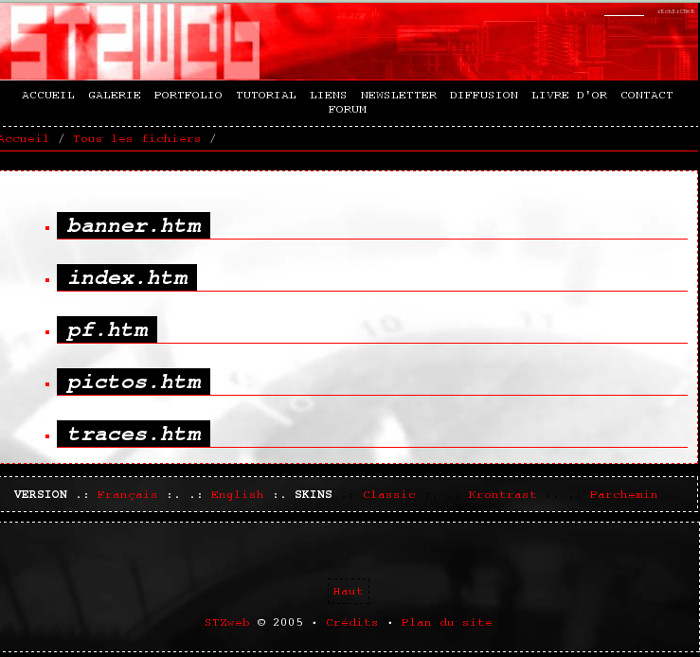 STZWeb
ACCUEIL GALERIE PORTFOLIO TUTORIAL LIENS NEWSLETTER DIFFUSION LIVRE D'OR CONTACT
FORUM
Accueil / Tous les fichiers /
banner.htm
index.htm
pf.htm
pictos.htm
traces.htm
VERSION .: Français :. .: English :. SKINS .: Classic :. .: Krontrast :. .: Parchemin
Haut
STZweb © 2005 • Crédits • Plan du site